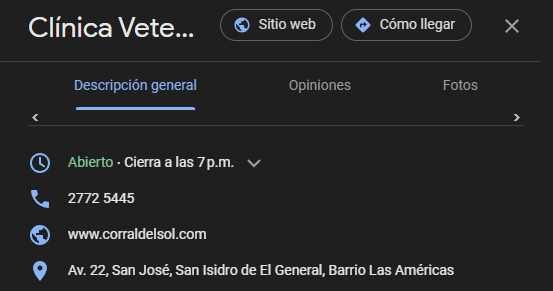 Clínica Vete...
Sitio web
Cómo llegar
Descripción general
Opiniones
Fotos
Abierto · Cierra a las 7 p.m.
2772 5445
www.corraldelsol.com
Av. 22, San José, San Isidro de El General, Barrio Las Américas